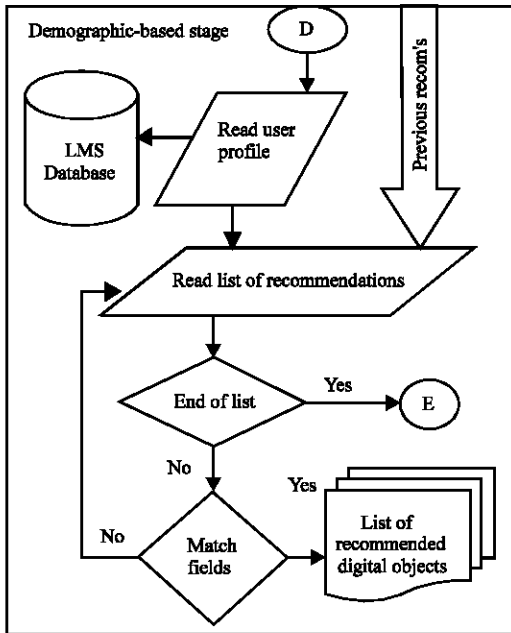 Demographic-based stage
D
Previous recom's
Read user
profile
LMS
Database
Read list of recommendations
End of list
Yes
E
No
Yes
No
Match
fields
List of
recommended
digital objects